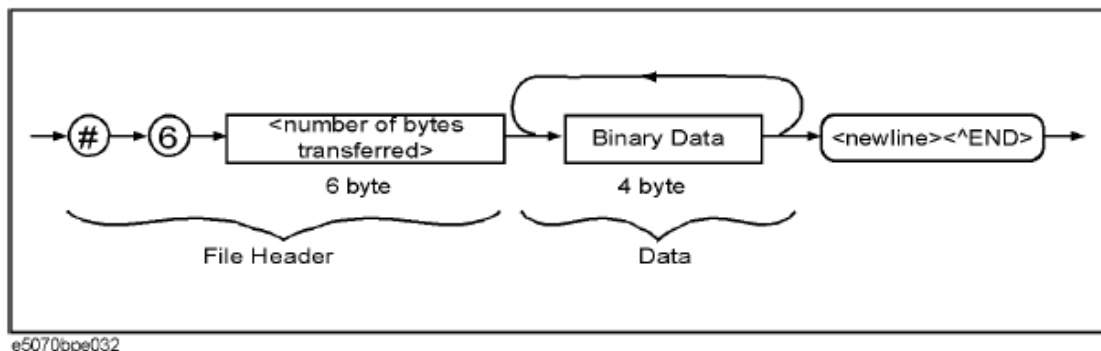 #
6
<number of bytes
transferred>
Binary Data
<newline><^END>
6 byte
4 byte
File Header
Data
e5070bpe032